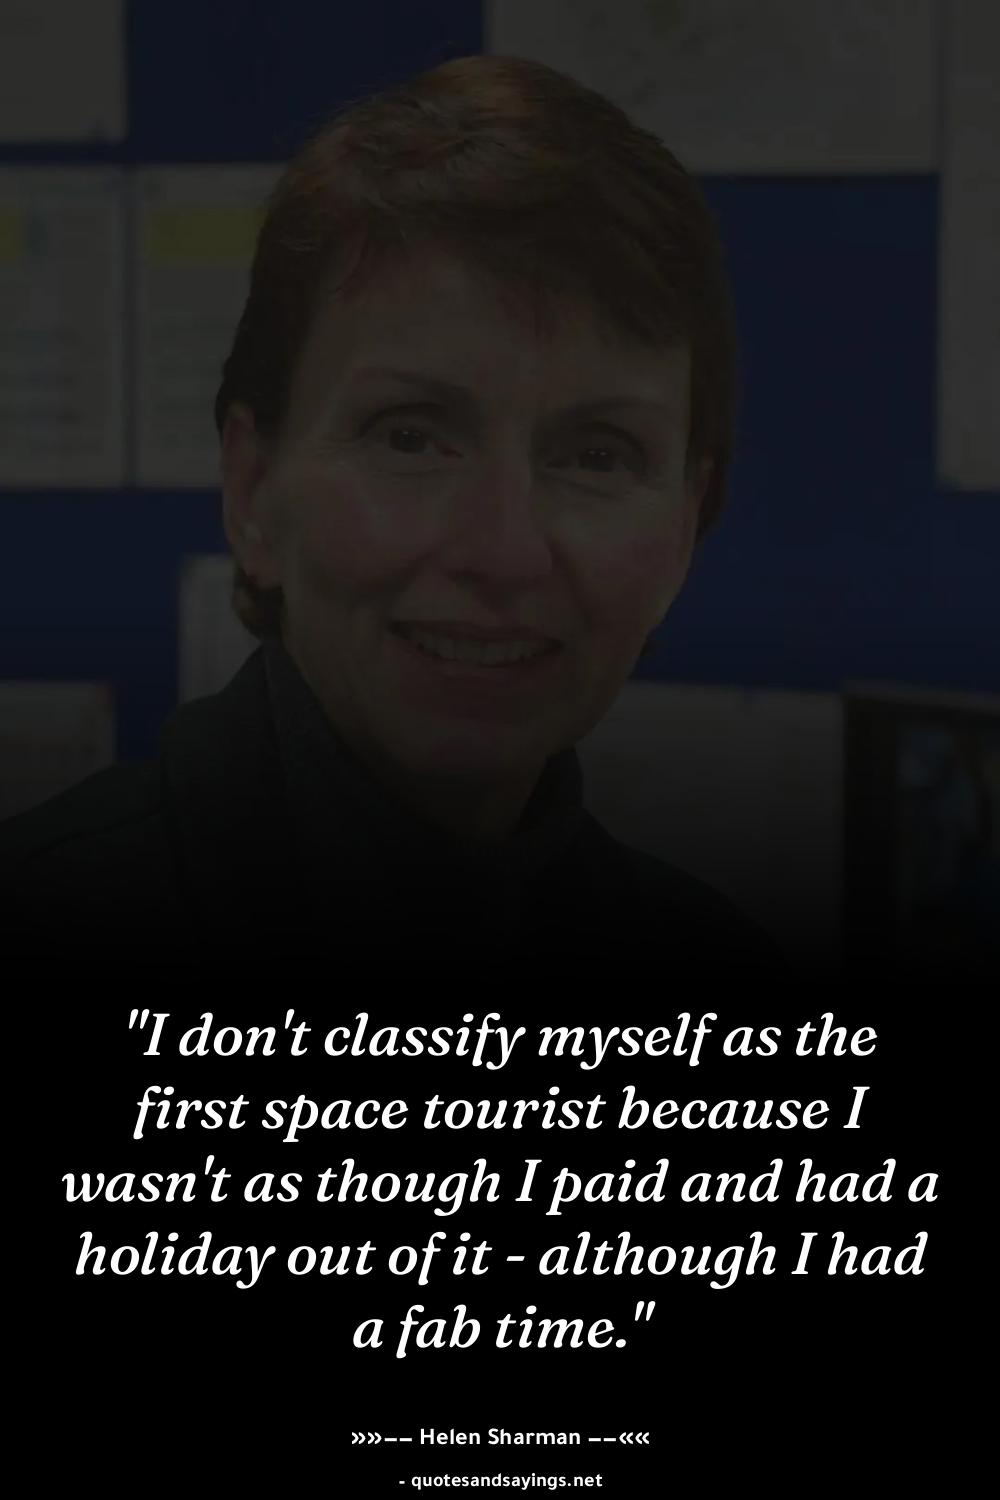 "I don't classify myself as the
first space tourist because I
wasn't as though I paid and had a
holiday out of it - although I had
a fab time."
»»−− Helen Sharman −−««
- quotesandsayings.net